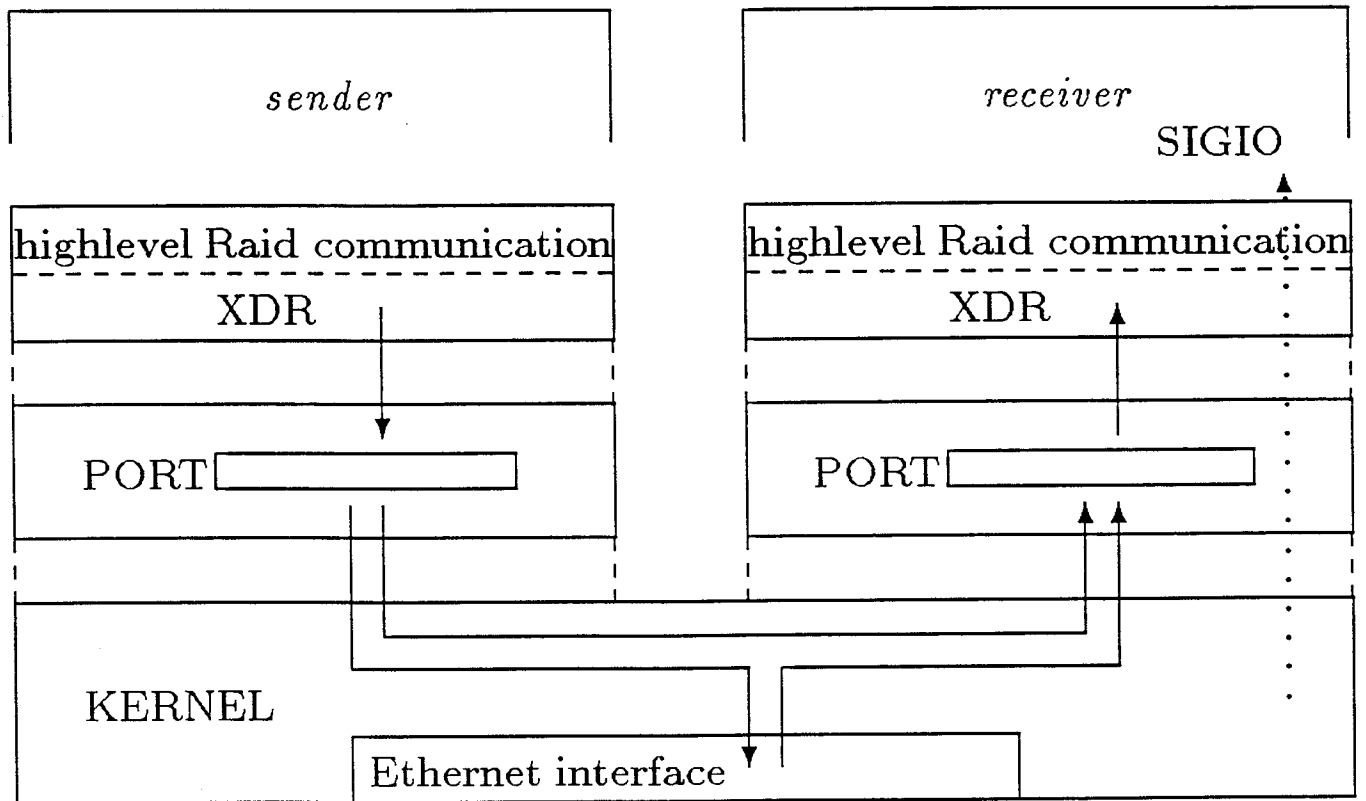 sender
receiver
SIGIO
highlevel Raid communication
highlevel Raid communication
XDR
XDR
PORT
PORT
KERNEL
Ethernet interface